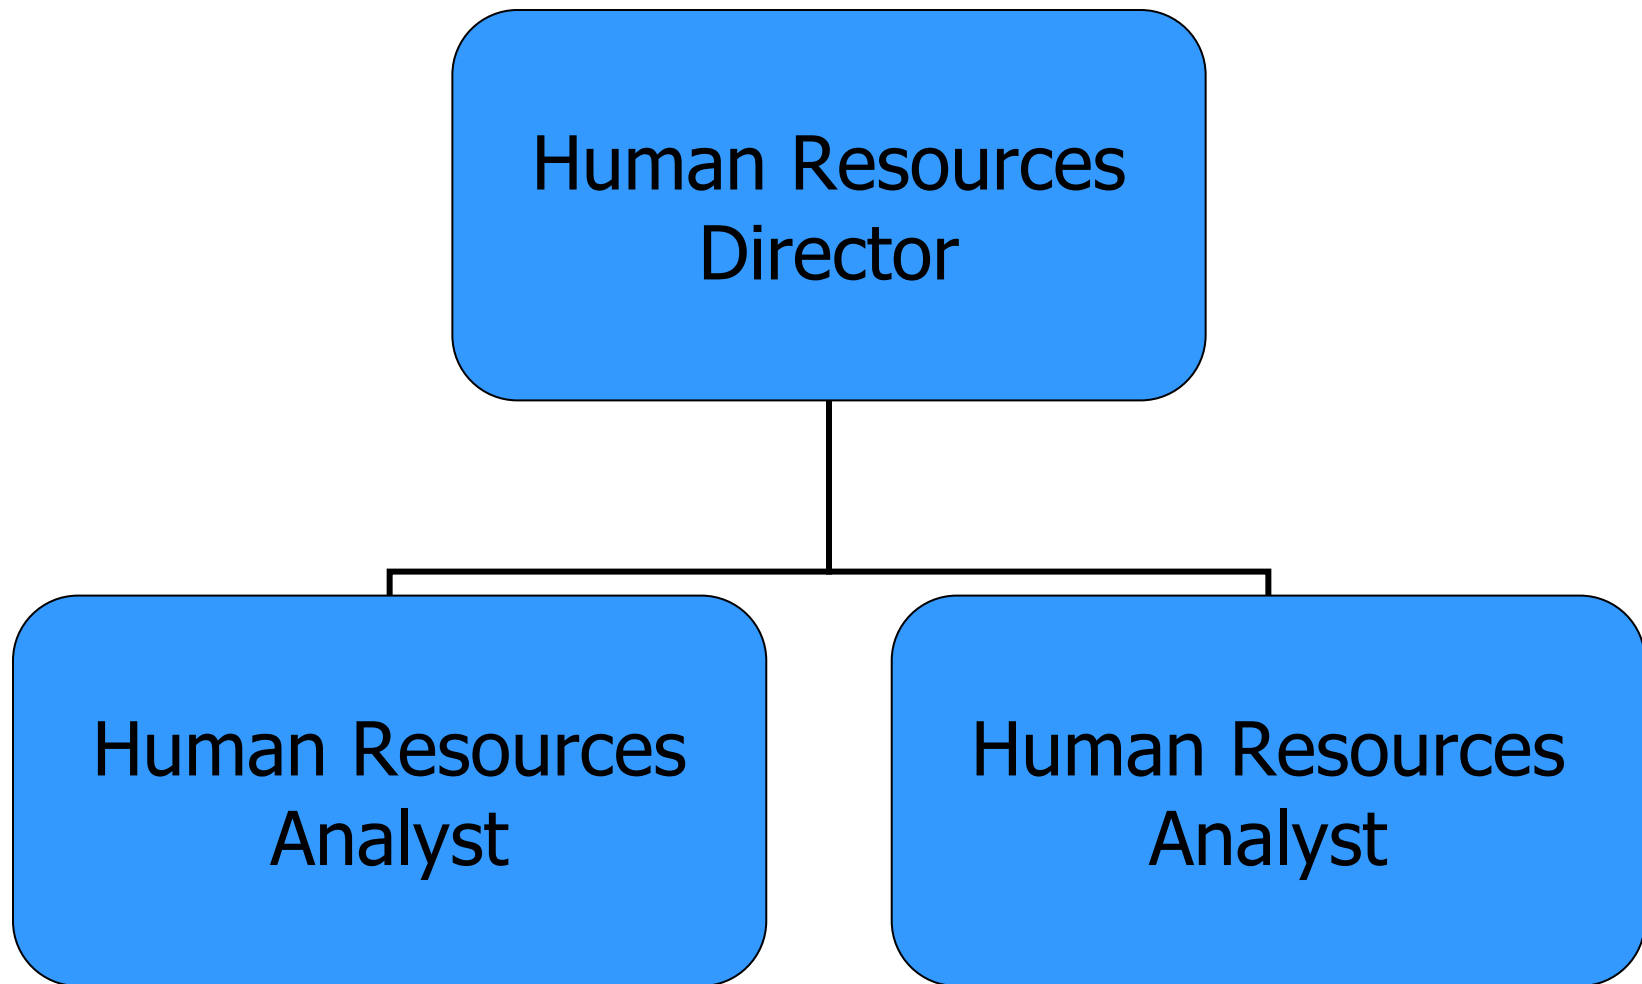 Human Resources
Director
Human Resources
Analyst
Human Resources
Analyst